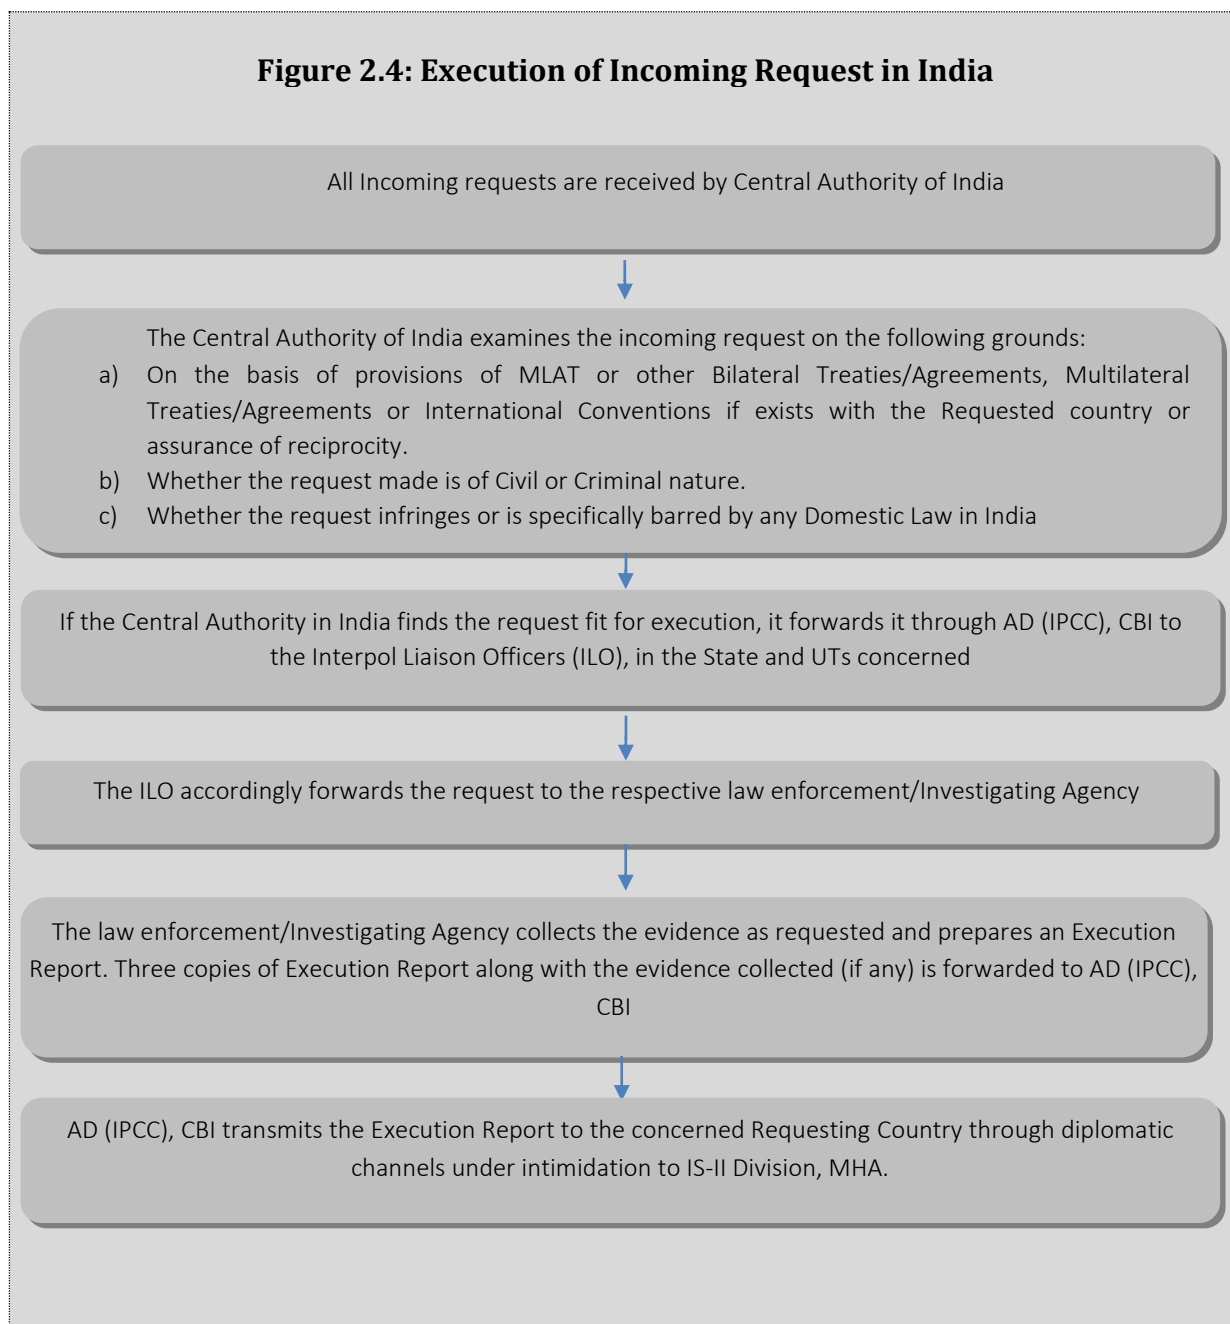 Figure 2.4: Execution of Incoming Request in India
All Incoming requests are received by Central Authority of India
The Central Authority of India examines the incoming request on the following grounds:
a) On the basis of provisions of MLAT or other Bilateral Treaties/Agreements, Multilateral
Treaties/Agreements or International Conventions if exists with the Requested country or
assurance of reciprocity.
b) Whether the request made is of Civil or Criminal nature.
c) Whether the request infringes or is specifically barred by any Domestic Law in India
If the Central Authority in India finds the request fit for execution, it forwards it through AD (IPCC), CBI to
the Interpol Liaison Officers (ILO), in the State and UTs concerned
The ILO accordingly forwards the request to the respective law enforcement/Investigating Agency
The law enforcement/Investigating Agency collects the evidence as requested and prepares an Execution
Report. Three copies of Execution Report along with the evidence collected (if any) is forwarded to AD (IPCC),
CBI
AD (IPCC), CBI transmits the Execution Report to the concerned Requesting Country through diplomatic
channels under intimidation to IS-II Division, MHA.